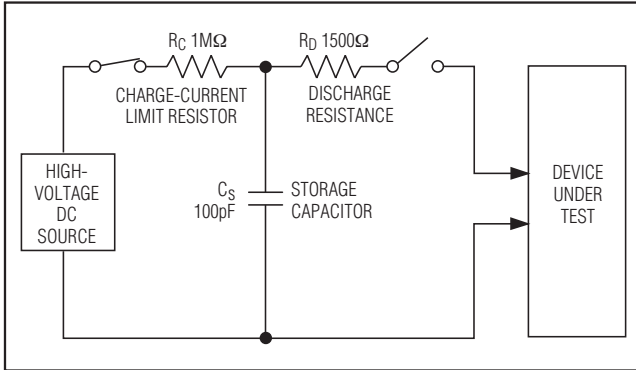 R_C 1MΩ
CHARGE-CURRENT
LIMIT RESISTOR
R_D 1500Ω
DISCHARGE
RESISTANCE
HIGH-
VOLTAGE
DC
SOURCE
C_S
100pF
STORAGE
CAPACITOR
DEVICE
UNDER
TEST